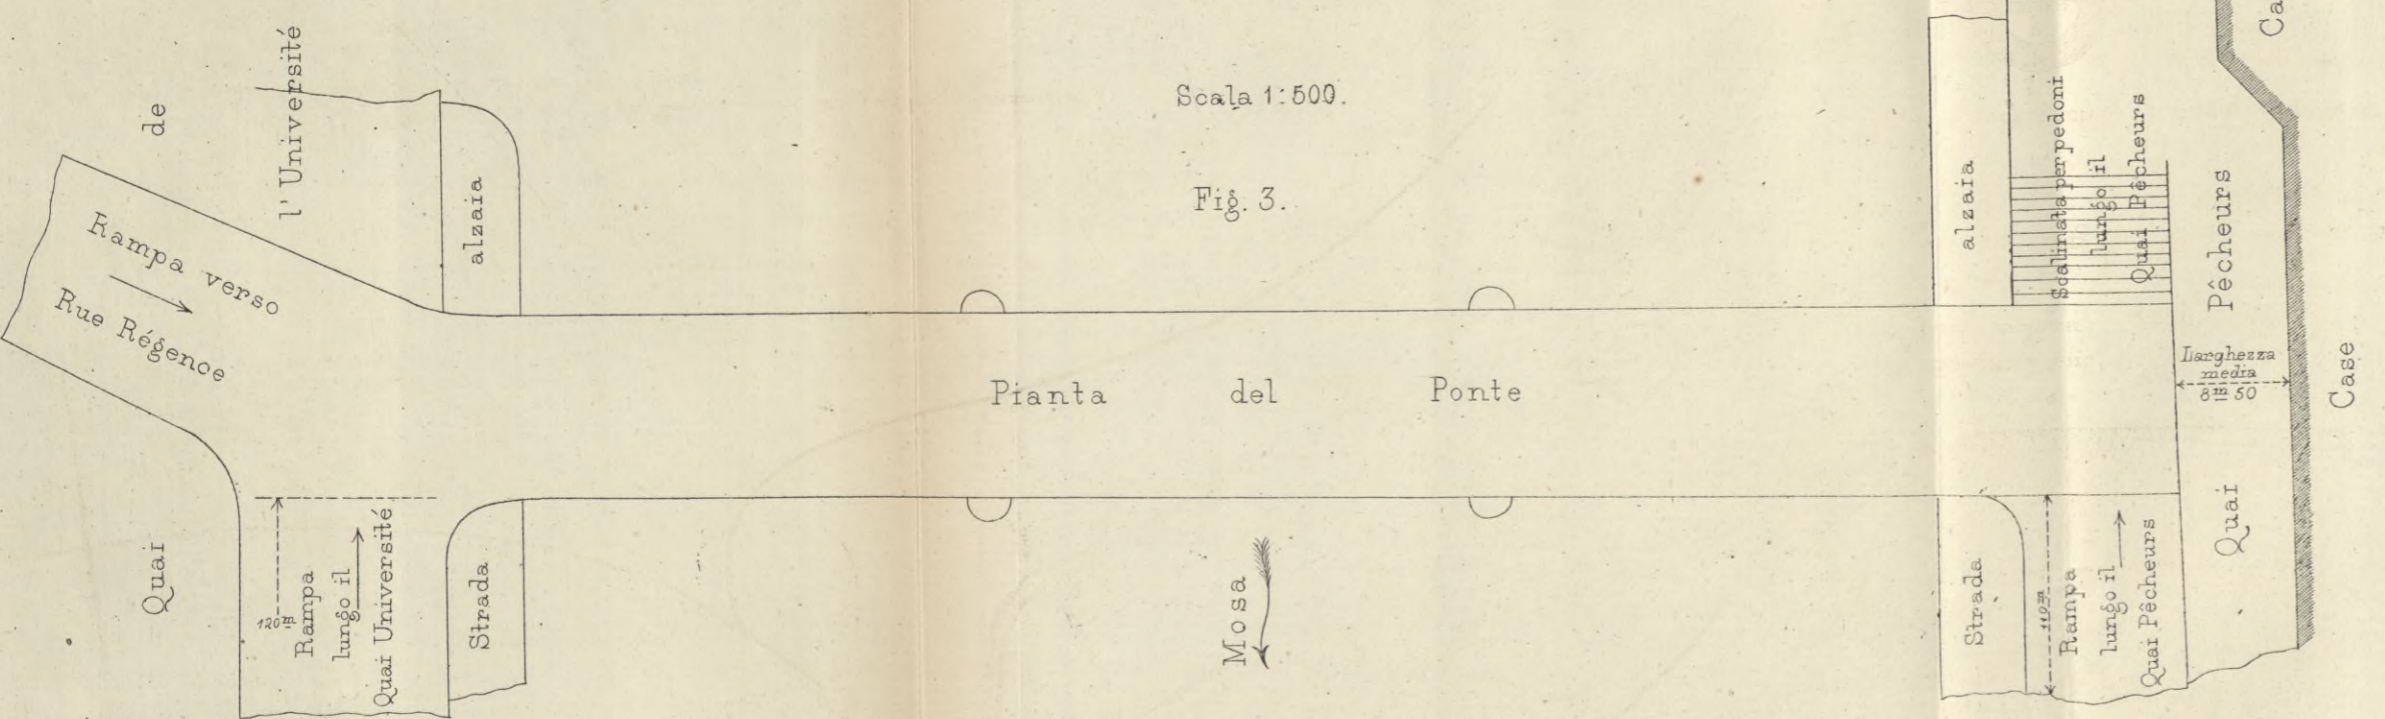 Scala 1:500.
Fig. 3.
Quai de l'Université
Rampa verso
Rue Régence
alzaia
120m
Rampa
lungo il
Quai Université
Strada
Pianta del Ponte
Mosa
alzaia
Scalinata per pedoni
lungo il
Quai Pêcheurs
Strada
110m
Rampa
lungo il
Quai Pêcheurs
Quai Pêcheurs
Larghezza
media
8m 50
Case
Ca